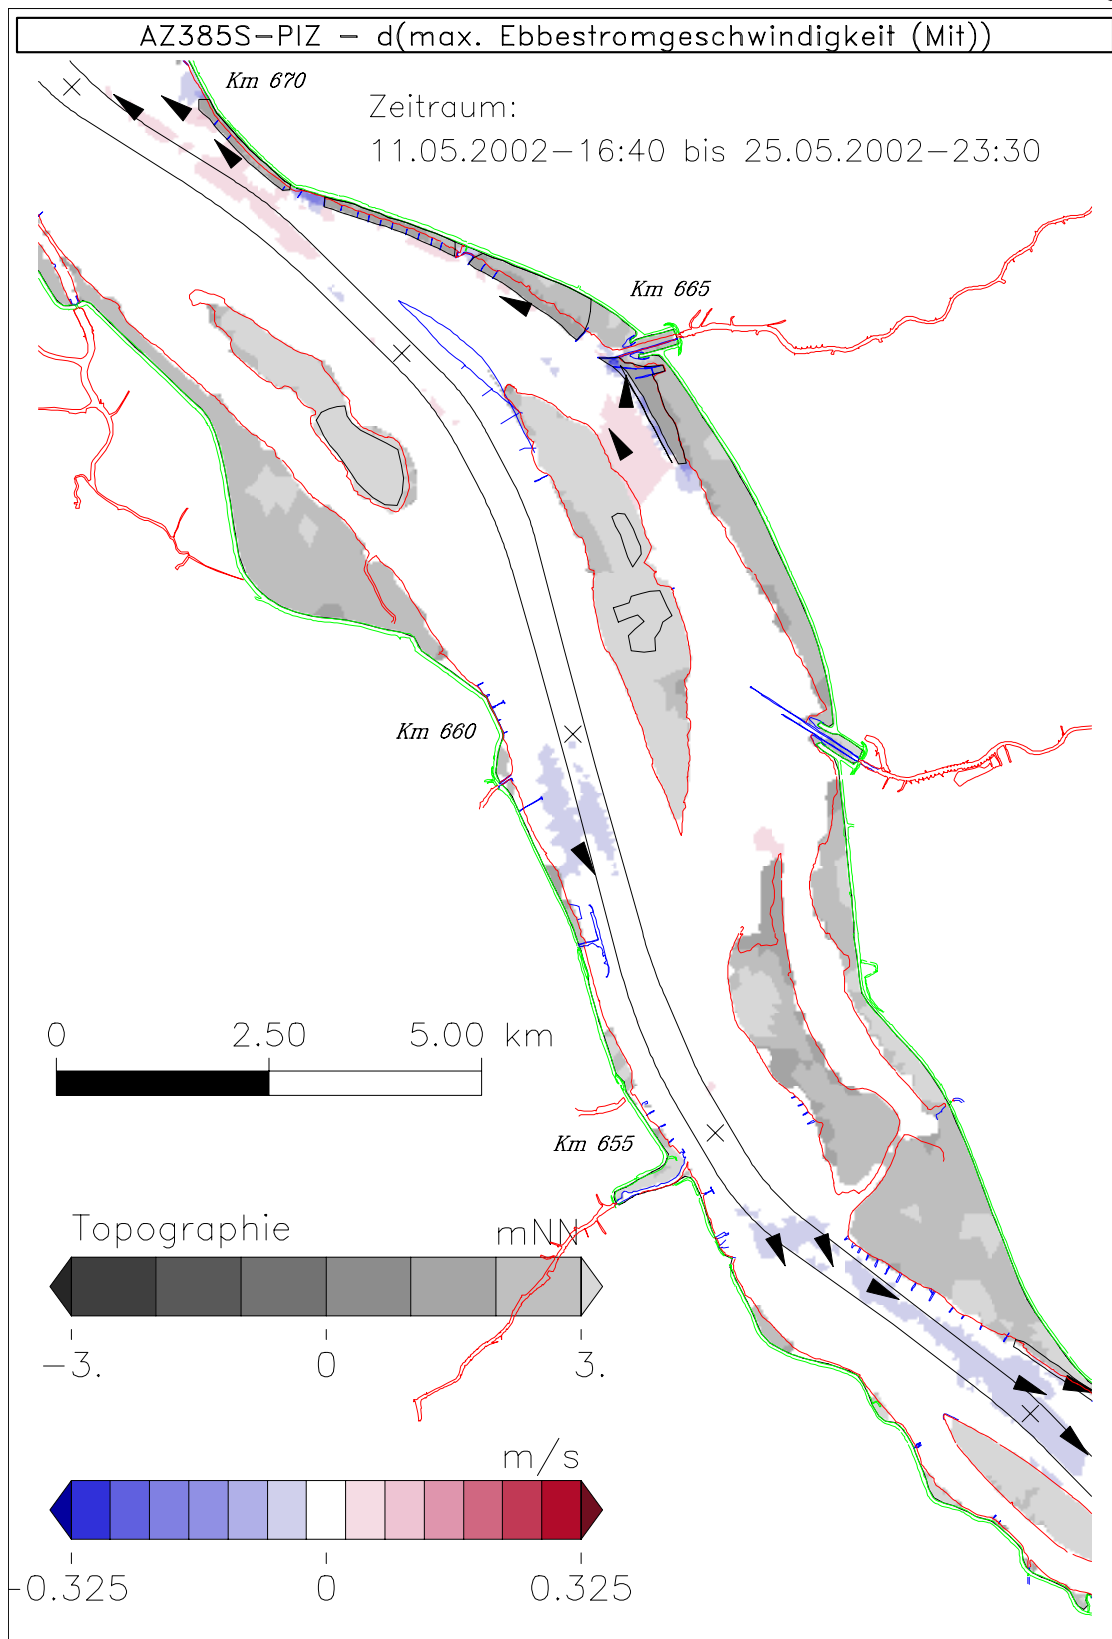 AZ385S-PIZ - d(max. Ebbestromgeschwindigkeit (Mit))
Km 670
Zeitraum:
11.05.2002-16:40 bis 25.05.2002-23:30
Km 665
Km 660
0 2.50 5.00 km
Km 655
Topographie mNN
-3. 0 3.
m/s
-0.325 0 0.325